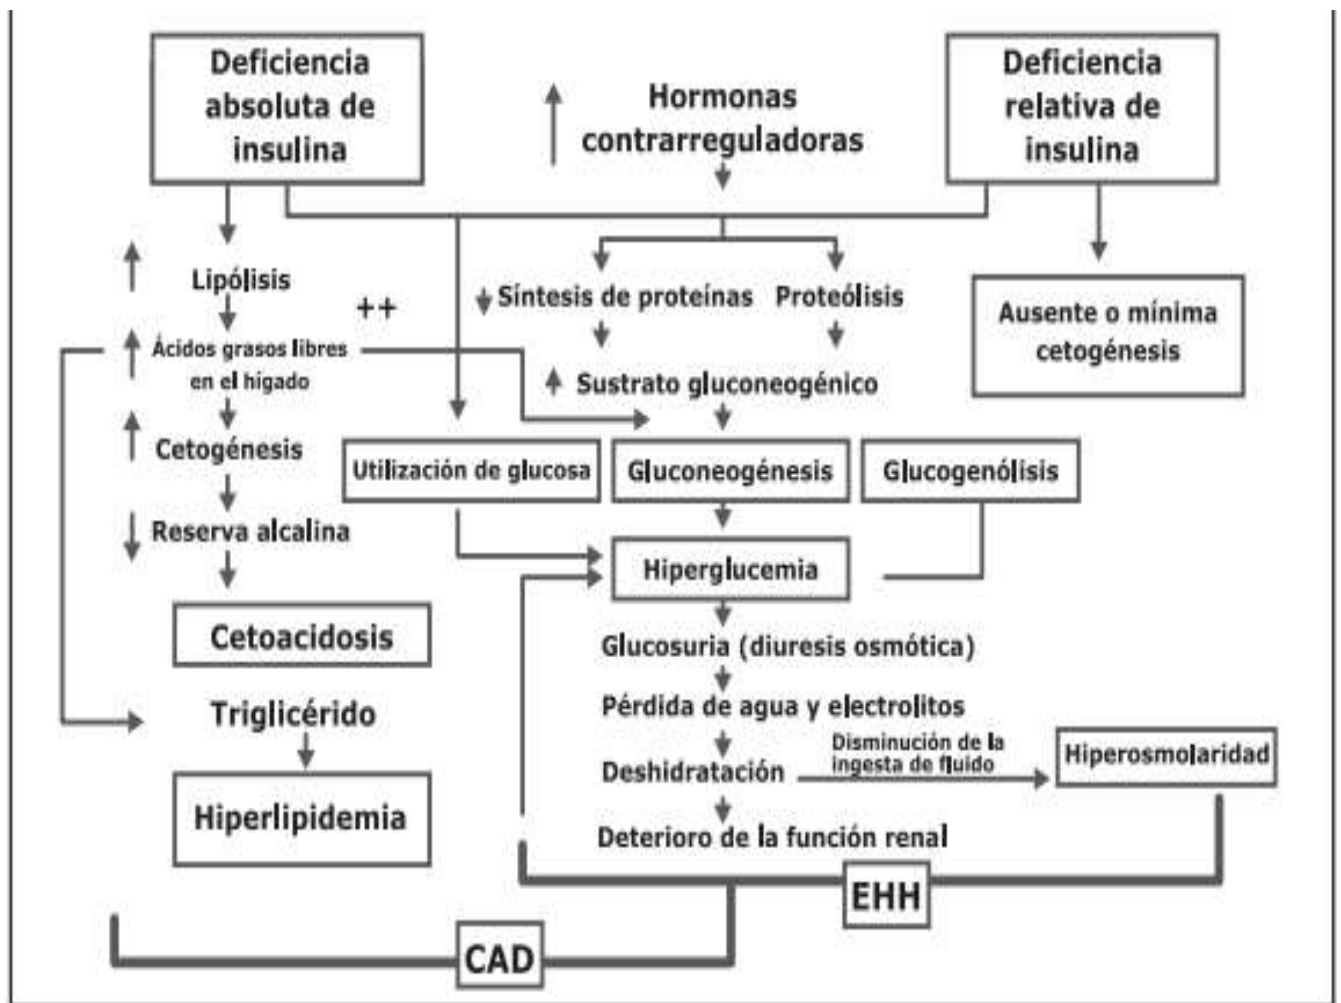 Deficiencia
absoluta de
insulina
Hormonas
contrarreguladoras
Deficiencia
relativa de
insulina
Lipólisis
++
Síntesis de proteínas
Proteólisis
Ausente o mínima
cetogénesis
Ácidos grasos libres
en el hígado
Sustrato gluconeogénico
Cetogénesis
Utilización de glucosa
Gluconeogénesis
Glucogenólisis
Reserva alcalina
Hiperglucemia
Cetoacidosis
Glucosuria (diuresis osmótica)
Triglicérido
Pérdida de agua y electrolitos
Disminución de la
ingesta de fluido
Hiperosmolaridad
Deshidratación
Hiperlipidemia
Deterioro de la función renal
EHH
CAD